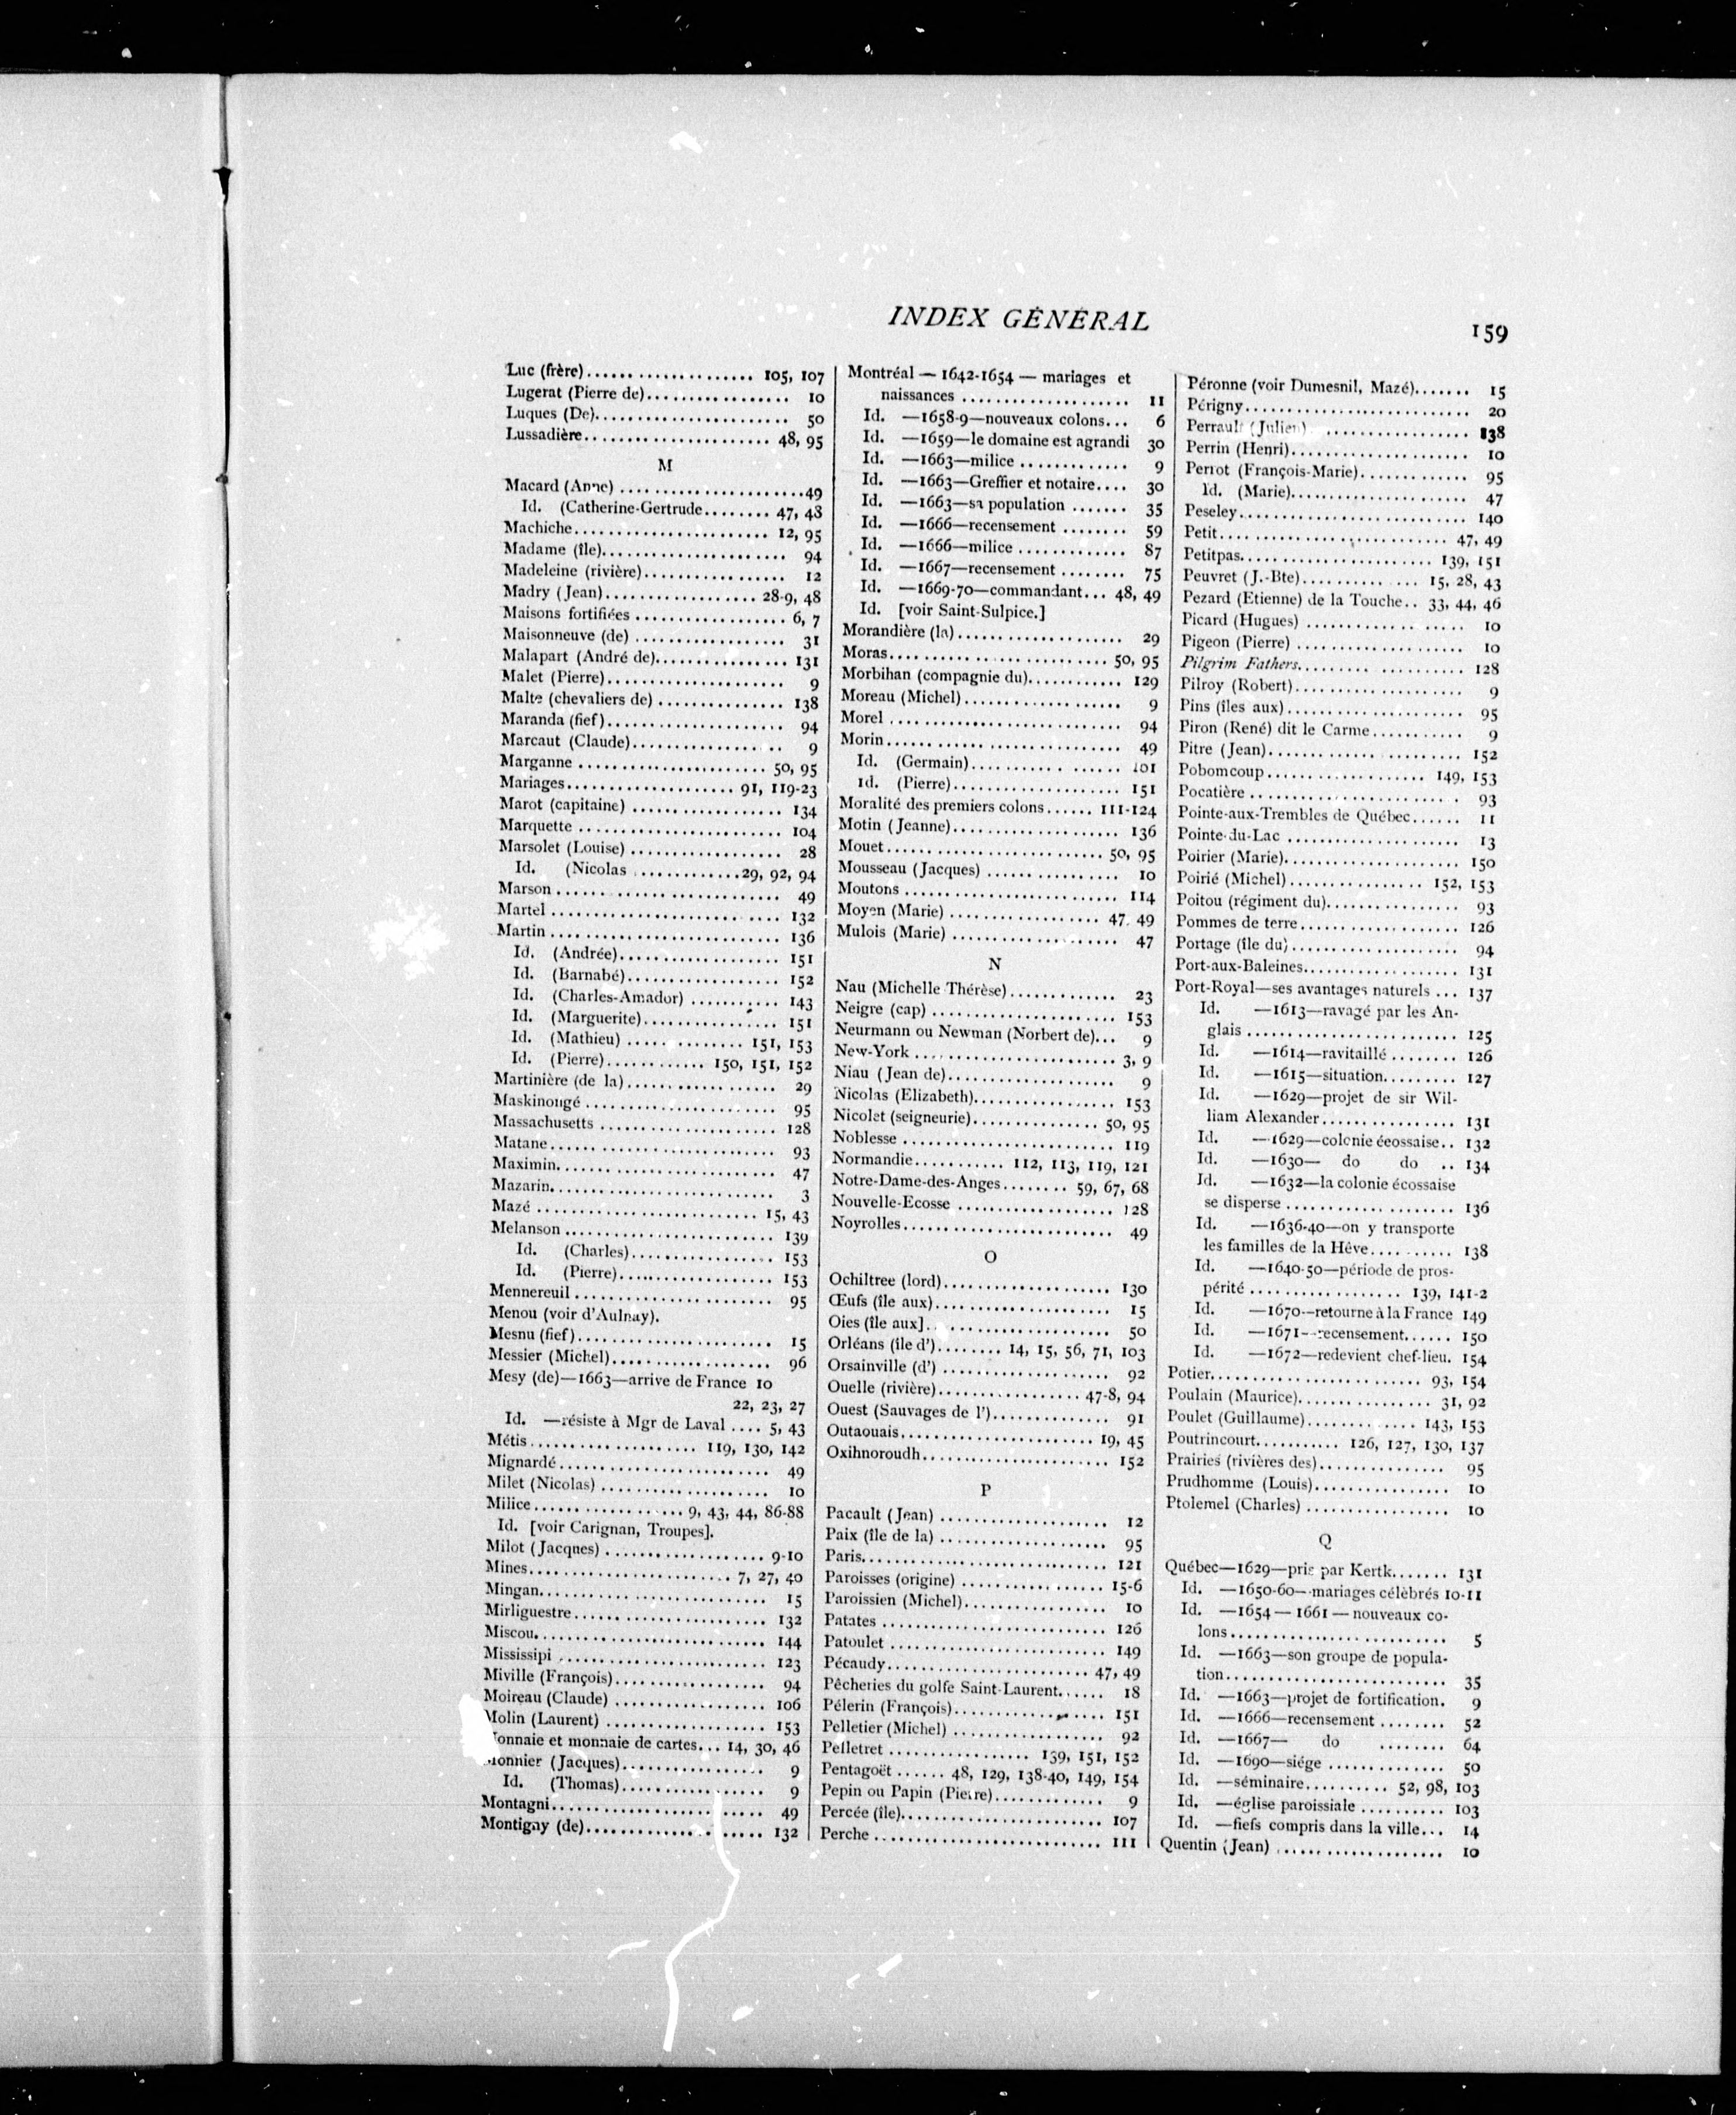 INDEX GÉNÉRAL
159
Luc (frère)..................... 105, 107
Lugerat (Pierre de)................. 10
Luques (De)........................ 50
Lussadière....................... 48, 95
M
Macard (Anne) .......................49
Id. (Catherine-Gertrude........ 47, 48
Machiche........................ 12, 95
Madame (île)....................... 94
Madeleine (rivière).................. 12
Madry (Jean)................... 28-9, 48
Maisons fortifiées ................... 6, 7
Maisonneuve (de) ................... 31
Malapart (André de)................. 131
Malet (Pierre)...................... 9
Malte (chevaliers de) ................ 138
Maranda (fief)...................... 94
Marcaut (Claude)................... 9
Marganne ........................ 50, 95
Mariages..................... 91, 119-23
Marot (capitaine) ................... 134
Marquette ......................... 104
Marsolet (Louise) ................... 28
Id. (Nicolas .............29, 92, 94
Marson ............................ 49
Martel ............................. 132
Martin ............................. 136
Id. (Andrée).................... 151
Id. (Barnabé)................... 152
Id. (Charles-Amador) ........... 143
Id. (Marguerite)................. 151
Id. (Mathieu) ............... 151, 153
Id. (Pierre)............ 150, 151, 152
Martinière (de la)................... 29
Maskinongé ........................ 95
Massachusetts ...................... 128
Matane............................ 93
Maximin........................... 47
Mazarin............................ 3
Mazé ............................ 15, 43
Melanson .......................... 139
Id. (Charles).................. 153
Id. (Pierre).................... 153
Mennereuil ......................... 95
Menou (voir d'Aulnay).
Mesnu (fief)........................ 15
Messier (Michel).................... 96
Mesy (de)—1663—arrive de France 10
22, 23, 27
Id. —résiste à Mgr de Laval .... 5, 43
Métis ..................... 119, 130, 142
Mignardé.......................... 49
Milet (Nicolas) ..................... 10
Milice ................... 9, 43, 44, 86-88
Id. [voir Carignan, Troupes].
Milot (Jacques) .................... 9-10
Mines......................... 7, 27, 40
Mingan............................ 15
Mirliguestre........................ 132
Miscou............................. 144
Mississipi .......................... 123
Miville (François)................... 94
Moireau (Claude) ................... 106
Molin (Laurent) .................... 153
Monnaie et monnaie de cartes... 14, 30, 46
Monnier (Jacques).................. 9
Id. (Thomas).................. 9
Montagni........................... 49
Montigny (de)....................... 132
Montréal — 1642-1654 — mariages et
naissances ..................... 11
Id. —1658-9—nouveaux colons... 6
Id. —1659—le domaine est agrandi 30
Id. —1663—milice ............. 9
Id. —1663—Greffier et notaire.... 30
Id. —1663—sa population ....... 35
Id. —1666—recensement ........ 59
Id. —1666—milice ............. 87
Id. —1667—recensement ........ 75
Id. —1669-70—commandant... 48, 49
Id. [voir Saint-Sulpice.]
Morandière (la)..................... 29
Moras............................ 50, 95
Morbihan (compagnie du)............ 129
Moreau (Michel).................... 9
Morel ............................. 94
Morin............................. 49
Id. (Germain)................... 101
Id. (Pierre)..................... 151
Moralité des premiers colons...... 111-124
Motin (Jeanne)..................... 136
Mouet........................... 50, 95
Mousseau (Jacques) ................. 10
Moutons ........................... 114
Moyen (Marie) ................... 47. 49
Mulois (Marie) ..................... 47
N
Nau (Michelle Thérèse)............. 23
Neigre (cap) ....................... 153
Neurmann ou Newman (Norbert de)... 9
New-York ......................... 3, 9
Niau (Jean de)..................... 9
Nicolas (Elizabeth).................. 153
Nicolet (seigneurie)................ 50, 95
Noblesse ........................... 119
Normandie........... 112, 113, 119, 121
Notre-Dame-des-Anges........ 59, 67, 68
Nouvelle-Ecosse .................... 128
Noyrolles.......................... 49
O
Ochiltree (lord)..................... 130
Œufs (île aux)...................... 15
Oies (île aux]....................... 50
Orléans (île d')........ 14, 15, 56, 71, 103
Orsainville (d') ..................... 92
Ouelle (rivière).................. 47-8, 94
Ouest (Sauvages de l').............. 91
Outaouais........................ 19, 45
Oxihnoroudh....................... 152
P
Pacault (Jean) ..................... 12
Paix (île de la) ..................... 95
Paris............................... 121
Paroisses (origine) .................. 15-6
Paroissien (Michel).................. 10
Patates ............................ 126
Patoulet ........................... 149
Pécaudy......................... 47, 49
Pêcheries du golfe Saint-Laurent...... 18
Pélerin (François)................... 151
Pelletier (Michel) ................... 92
Pelletret .................. 139, 151, 152
Pentagoët ...... 48, 129, 138-40, 149, 154
Pepin ou Papin (Pierre)............. 9
Percée (île)......................... 107
Perche ............................ 111
Péronne (voir Dumesnil, Mazé)....... 15
Périgny............................ 20
Perrault (Julien) .................... 138
Perrin (Henri)...................... 10
Perrot (François-Marie)............. 95
Id. (Marie)...................... 47
Peseley............................. 140
Petit............................. 47, 49
Petitpas......................... 139, 151
Peuvret (J.-Bte).............. 15, 28, 43
Pezard (Etienne) de la Touche.. 33, 44, 46
Picard (Hugues) .................... 10
Pigeon (Pierre) ..................... 10
Pilgrim Fathers..................... 128
Pilroy (Robert)..................... 9
Pins (îles aux)...................... 95
Piron (René) dit le Carme........... 9
Pitre (Jean)........................ 152
Pobomcoup.................... 149, 153
Pocatière .......................... 93
Pointe-aux-Trembles de Québec...... 11
Pointe-du-Lac ...................... 13
Poirier (Marie)...................... 150
Poirié (Michel)................. 152, 153
Poitou (régiment du)................ 93
Pommes de terre.................... 126
Portage (île du)..................... 94
Port-aux-Baleines................... 131
Port-Royal—ses avantages naturels ... 137
Id. —1613—ravagé par les An-
glais .......................... 125
Id. —1614—ravitaillé ........ 126
Id. —1615—situation......... 127
Id. —1629—projet de sir Wil-
liam Alexander................. 131
Id. —1629—colonie écossaise.. 132
Id. —1630— do do .. 134
Id. —1632—la colonie écossaise
se disperse ..................... 136
Id. —1636-40—on y transporte
les familles de la Hêve.......... 138
Id. —1640-50—période de pros-
périté ................... 139, 141-2
Id. —1670—retourne à la France 149
Id. —1671—recensement...... 150
Id. —1672—redevient chef-lieu. 154
Potier.......................... 93, 154
Poulain (Maurice)................. 31, 92
Poulet (Guillaume).............. 143, 153
Poutrincourt........... 126, 127, 130, 137
Prairies (rivières des)................ 95
Prudhomme (Louis)................. 10
Ptolemel (Charles) .................. 10
Q
Québec—1629—pris par Kertk....... 131
Id. —1650-60—mariages célèbrés 10-11
Id. —1654—1661—nouveaux co-
lons........................... 5
Id. —1663—son groupe de popula-
tion........................... 35
Id. —1663—projet de fortification. 9
Id. —1666—recensement ........ 52
Id. —1667— do ........ 64
Id. —1690—siége .............. 50
Id. —séminaire.......... 52, 98, 103
Id. —église paroissiale .......... 103
Id. —fiefs compris dans la ville... 14
Quentin (Jean) ..................... 10